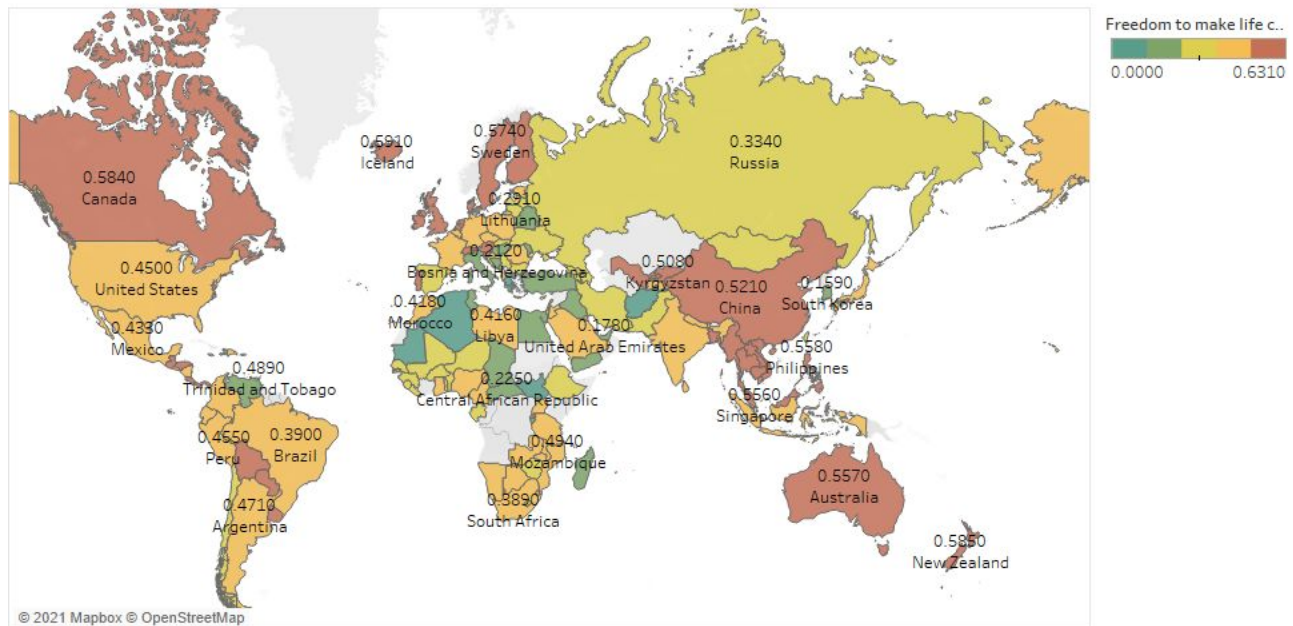 Freedom to make life c..
0.0000 0.6310
0.5910
Iceland
0.5740
Sweden
0.3340
Russia
0.5840
Canada
0.2910
Lithuania
0.2120
Bosnia and Herzegovina
0.5080
Kyrgyzstan
0.4500
United States
0.5210
China
0.1590
South Korea
0.4180
Morocco
0.4160
Libya
0.1780
United Arab Emirates
0.4330
Mexico
0.5580
Philippines
0.4890
Trinidad and Tobago
0.2250
Central African Republic
0.5560
Singapore
0.4550
Peru
0.3900
Brazil
0.4940
Mozambique
0.5570
Australia
0.4710
Argentina
0.3890
South Africa
0.5850
New Zealand
© 2021 Mapbox © OpenStreetMap